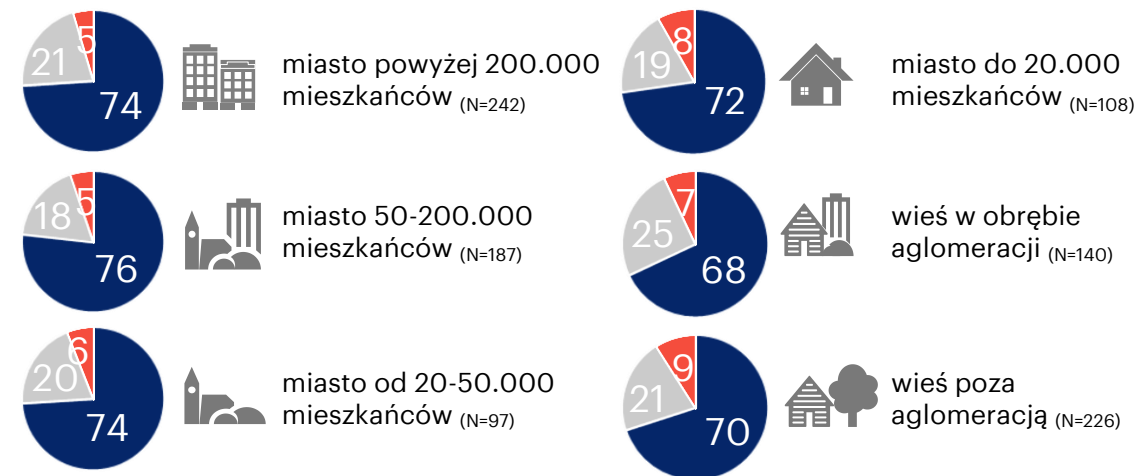 21
5
74
miasto powyżej 200.000
mieszkańców (N=242)
19
8
72
miasto do 20.000
mieszkańców (N=108)
18
5
76
miasto 50-200.000
mieszkańców (N=187)
25
7
68
wieś w obrębie
aglomeracji (N=140)
20
6
74
miasto od 20-50.000
mieszkańców (N=97)
21
9
70
wieś poza
aglomeracją (N=226)